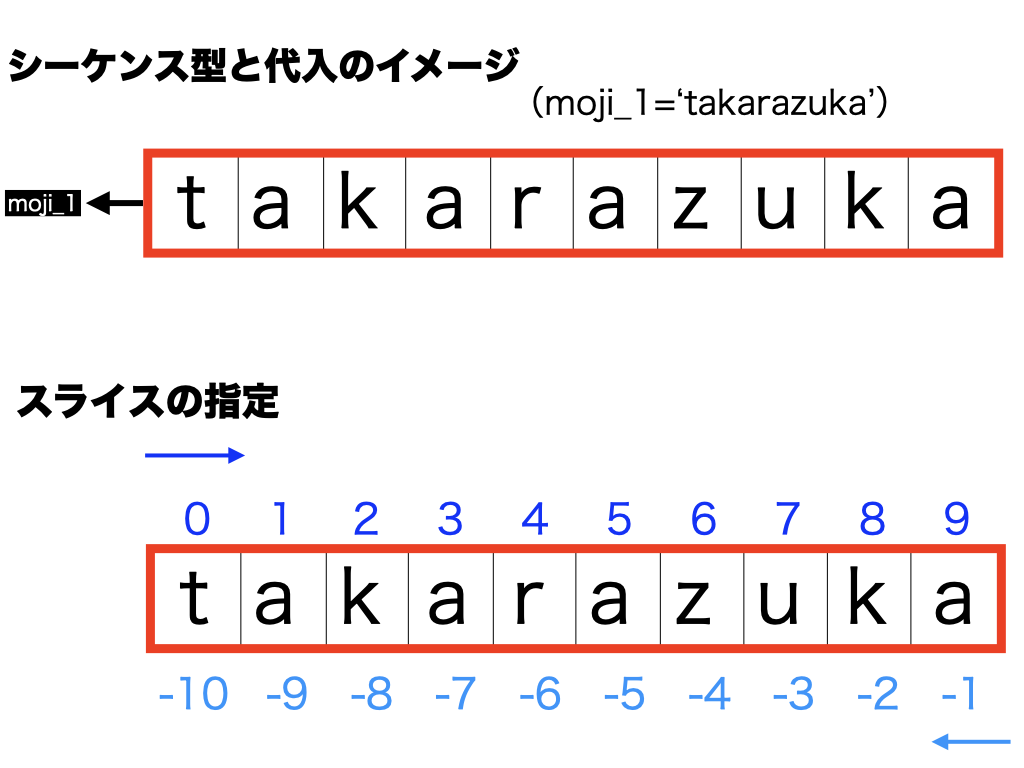 シーケンス型と代入のイメージ
(moji_1=‘takarazuka’)
moji_1
t a k a r a z u k a
スライスの指定
0 1 2 3 4 5 6 7 8 9
t a k a r a z u k a
-10 -9 -8 -7 -6 -5 -4 -3 -2 -1